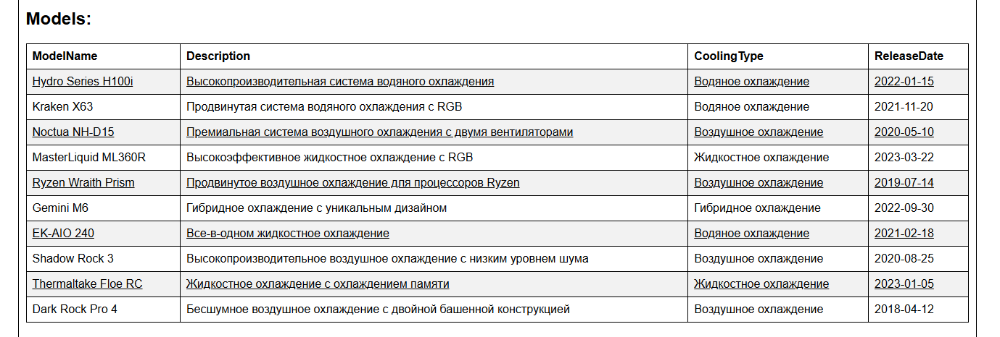 Models:
ModelName Description CoolingType ReleaseDate
Hydro Series H100i Высокопроизводительная система водяного охлаждения Водяное охлаждение 2022-01-15
Kraken X63 Продвинутая система водяного охлаждения с RGB Водяное охлаждение 2021-11-20
Noctua NH-D15 Премиальная система воздушного охлаждения с двумя вентиляторами Воздушное охлаждение 2020-05-10
MasterLiquid ML360R Высокоэффективное жидкостное охлаждение с RGB Жидкостное охлаждение 2023-03-22
Ryzen Wraith Prism Продвинутое воздушное охлаждение для процессоров Ryzen Воздушное охлаждение 2019-07-14
Gemini M6 Гибридное охлаждение с уникальным дизайном Гибридное охлаждение 2022-09-30
EK-AIO 240 Все-в-одном жидкостное охлаждение Водяное охлаждение 2021-02-18
Shadow Rock 3 Высокопроизводительное воздушное охлаждение с низким уровнем шума Воздушное охлаждение 2020-08-25
Thermaltake Floe RC Жидкостное охлаждение с охлаждением памяти Жидкостное охлаждение 2023-01-05
Dark Rock Pro 4 Бесшумное воздушное охлаждение с двойной башенной конструкцией Воздушное охлаждение 2018-04-12